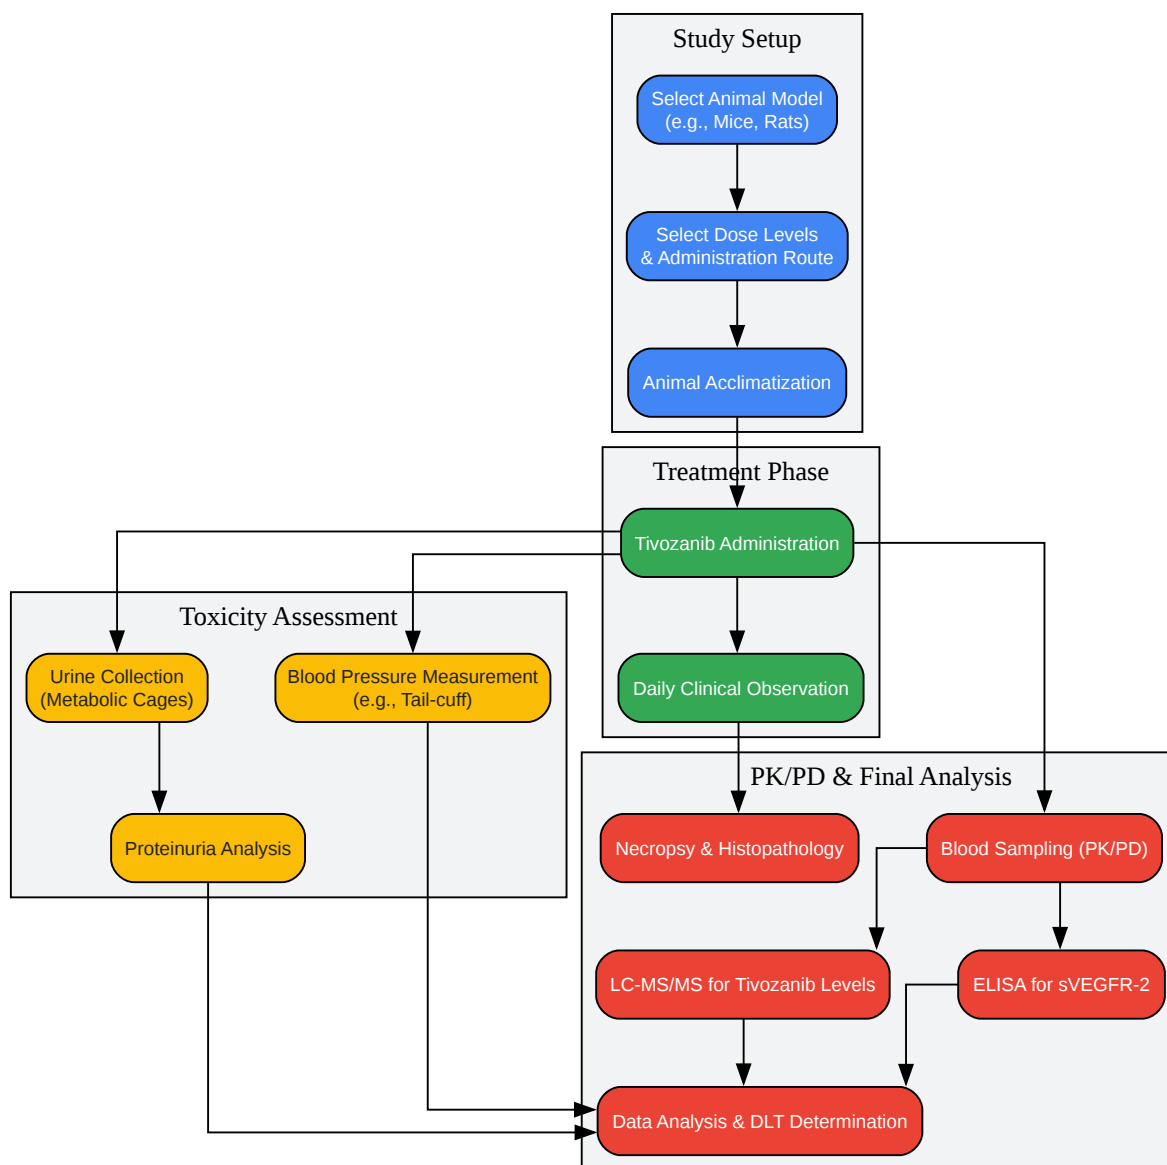 Study Setup
Select Animal Model
(e.g., Mice, Rats)
Select Dose Levels
& Administration Route
Animal Acclimatization
Treatment Phase
Tivozanib Administration
Daily Clinical Observation
Toxicity Assessment
Urine Collection
(Metabolic Cages)
Blood Pressure Measurement
(e.g., Tail-cuff)
Proteinuria Analysis
PK/PD & Final Analysis
Necropsy & Histopathology
Blood Sampling (PK/PD)
LC-MS/MS for Tivozanib Levels
ELISA for sVEGFR-2
Data Analysis & DLT Determination